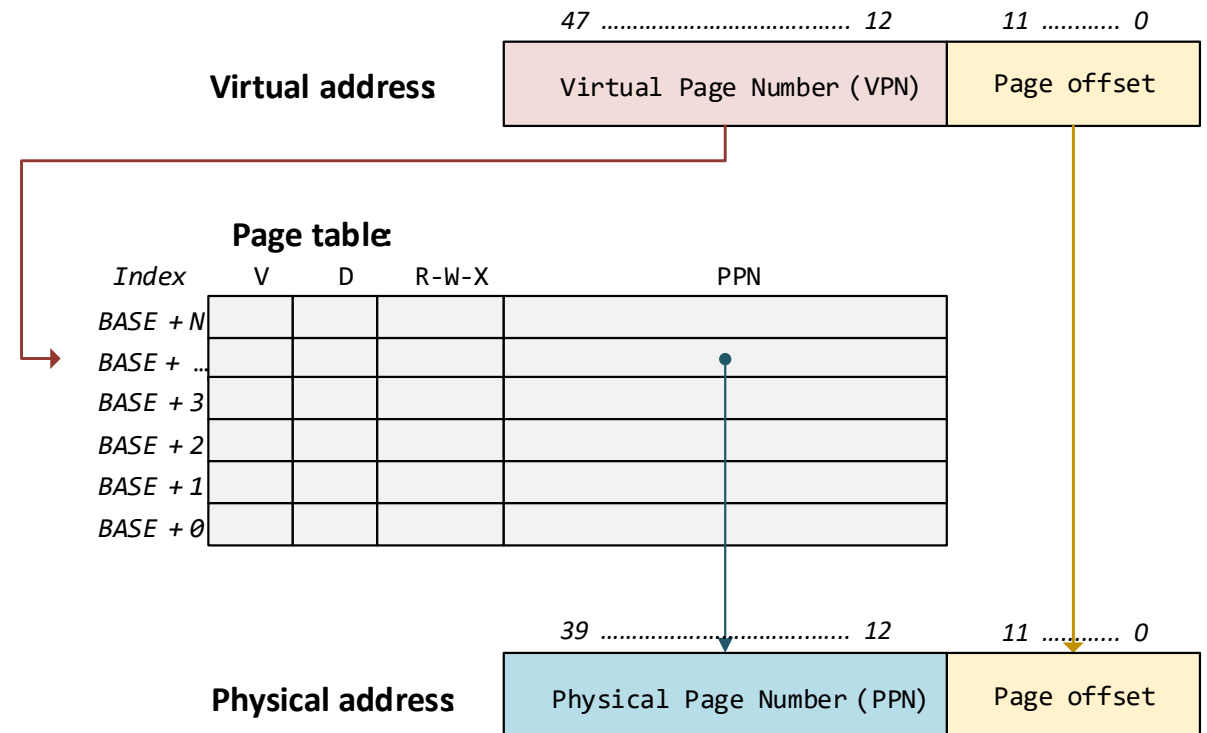 47 ................................... 12 11 ............ 0
Virtual address: Virtual Page Number (VPN) Page offset
Page table:
Index V D R-W-X PPN
BASE + N
BASE + …
BASE + 3
BASE + 2
BASE + 1
BASE + 0
39 ................................... 12 11 ............ 0
Physical address: Physical Page Number (PPN) Page offset